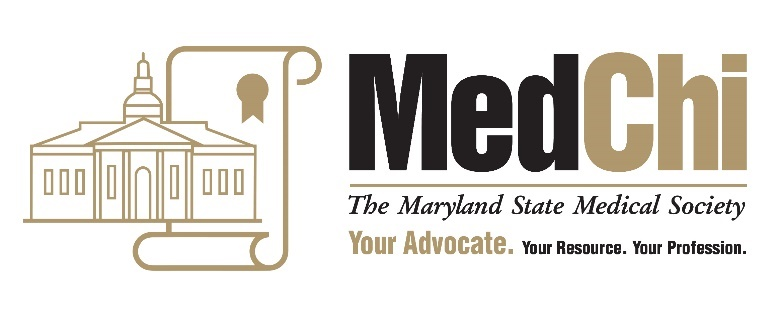 MedChi
The Maryland State Medical Society
Your Advocate. Your Resource. Your Profession.